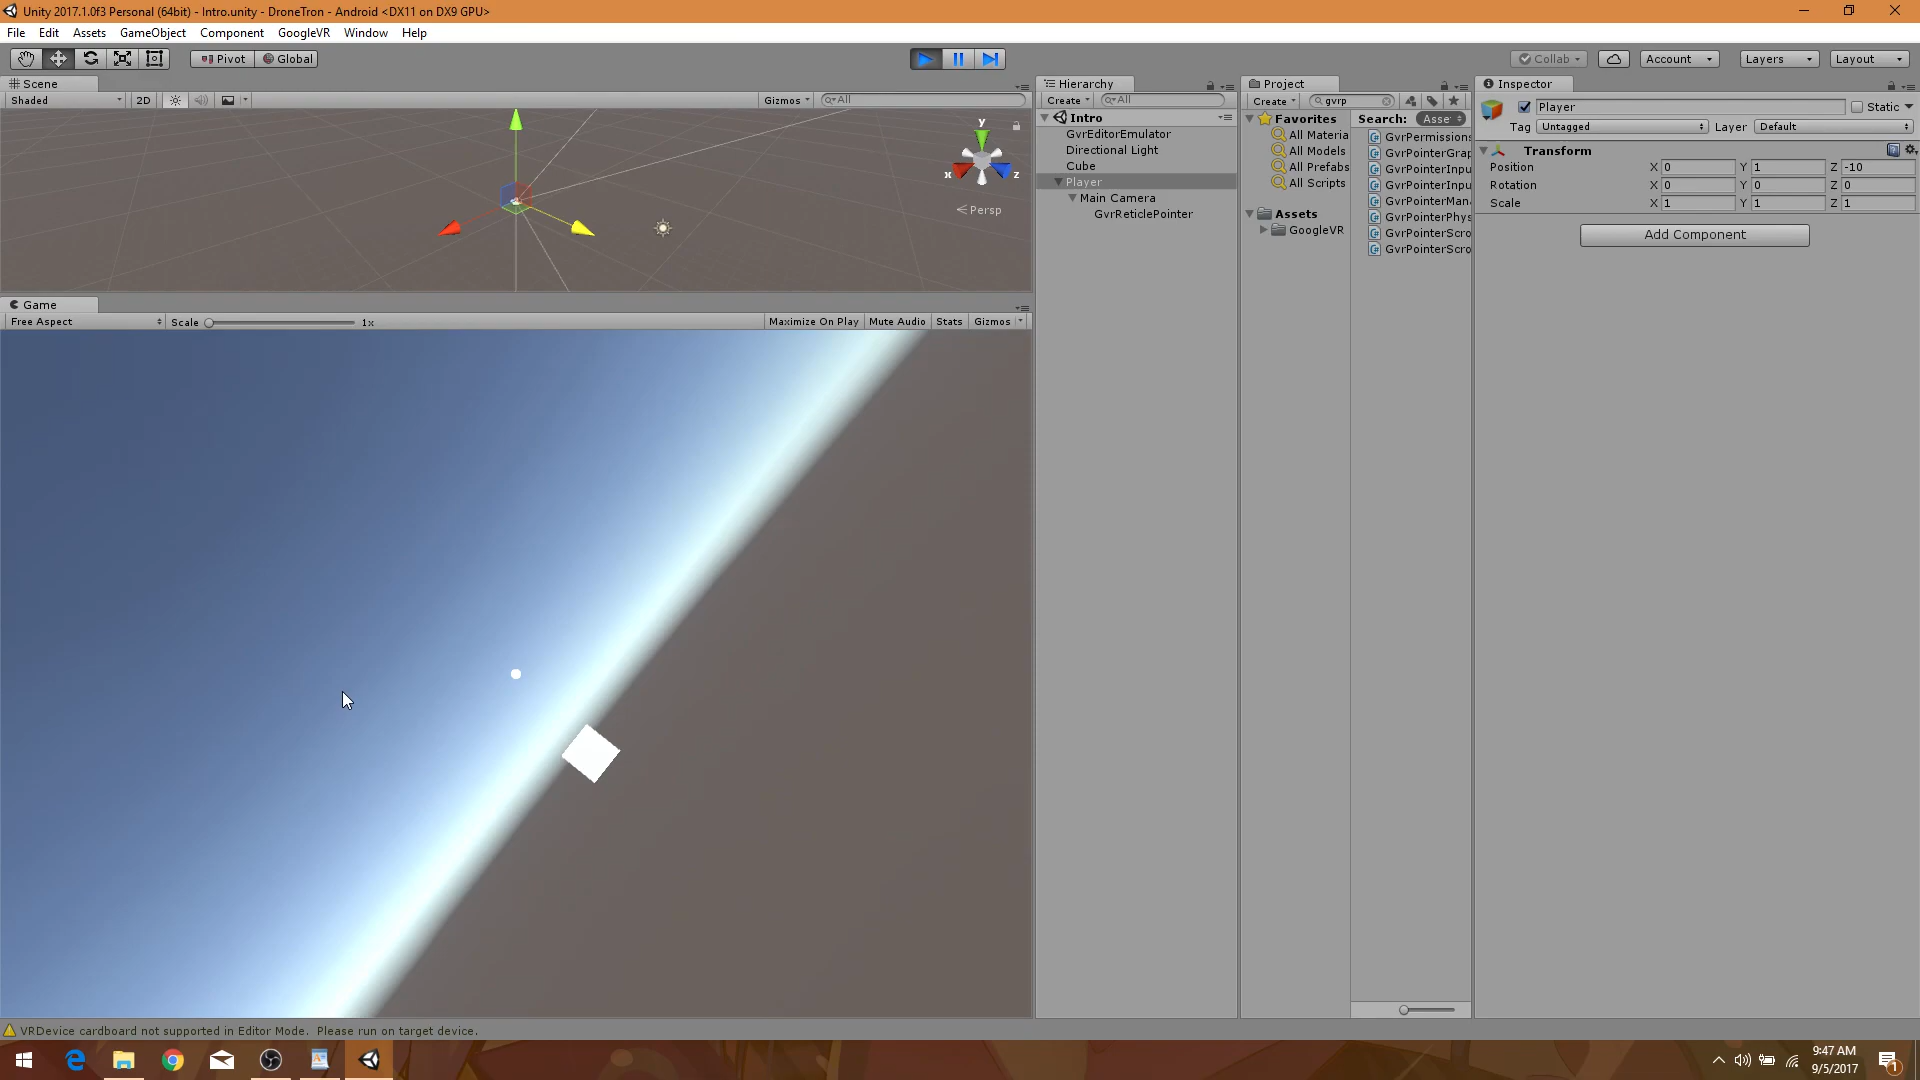 Unity 2017.1.0f3 Personal (64bit) - Intro.unity - DroneTron - Android <DX11 on DX9 GPU>
File Edit Assets GameObject Component GoogleVR Window Help
Pivot Global Collab Account Layers Layout
Scene
Shaded 2D Gizmos All
y
x z
Persp
Game
Free Aspect Scale 1x Maximize On Play Mute Audio Stats Gizmos
Hierarchy
Create All
Intro
GvrEditorEmulator
Directional Light
Cube
Player
Main Camera
GvrReticlePointer
Project
Create gvrp
Favorites
All Materia
All Models
All Prefabs
All Scripts
Assets
GoogleVR
Search: Asse
GvrPermissions
GvrPointerGrap
GvrPointerInpu
GvrPointerInpu
GvrPointerMan
GvrPointerPhys
GvrPointerScro
GvrPointerScro
Inspector
Player Static
Tag Untagged Layer Default
Transform
Position X 0 Y 1 Z -10
Rotation X 0 Y 0 Z 0
Scale X 1 Y 1 Z 1
Add Component
VRDevice cardboard not supported in Editor Mode. Please run on target device.
9:47 AM
9/5/2017
1